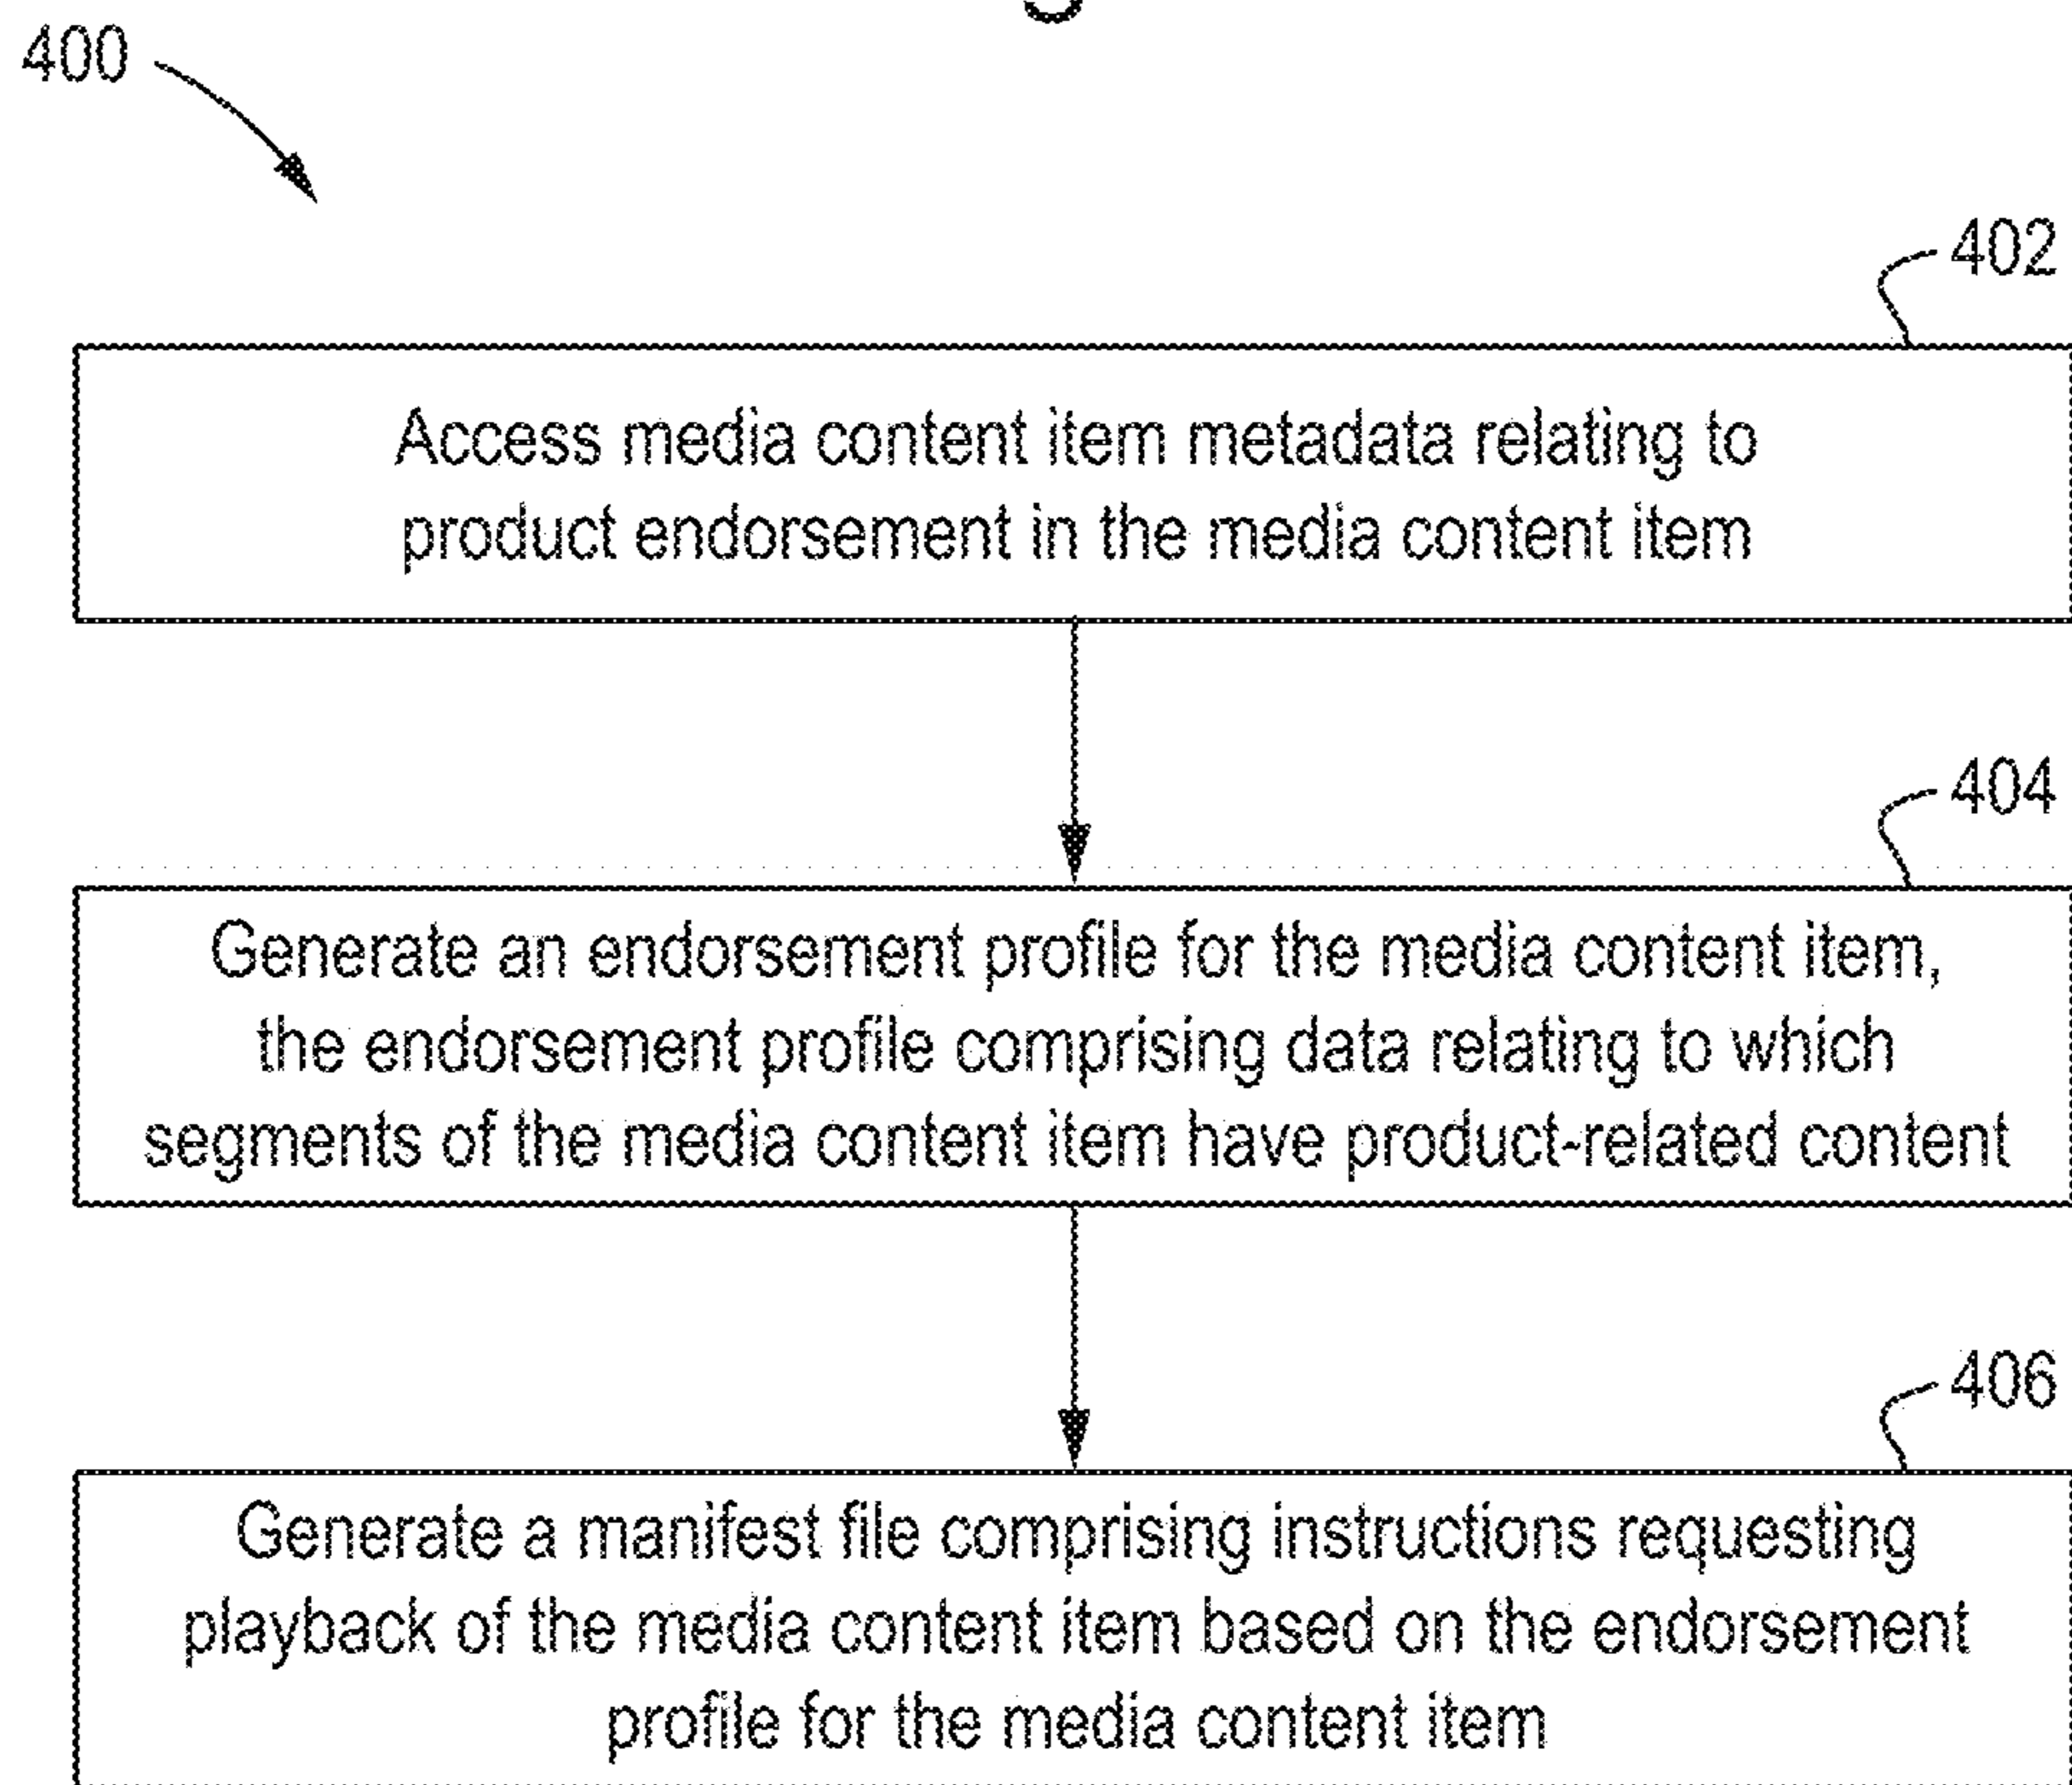 400
402
Access media content item metadata relating to
product endorsement in the media content item
404
Generate an endorsement profile for the media content item,
the endorsement profile comprising data relating to which
segments of the media content item have product-related content
406
Generate a manifest file comprising instructions requesting
playback of the media content item based on the endorsement
profile for the media content item